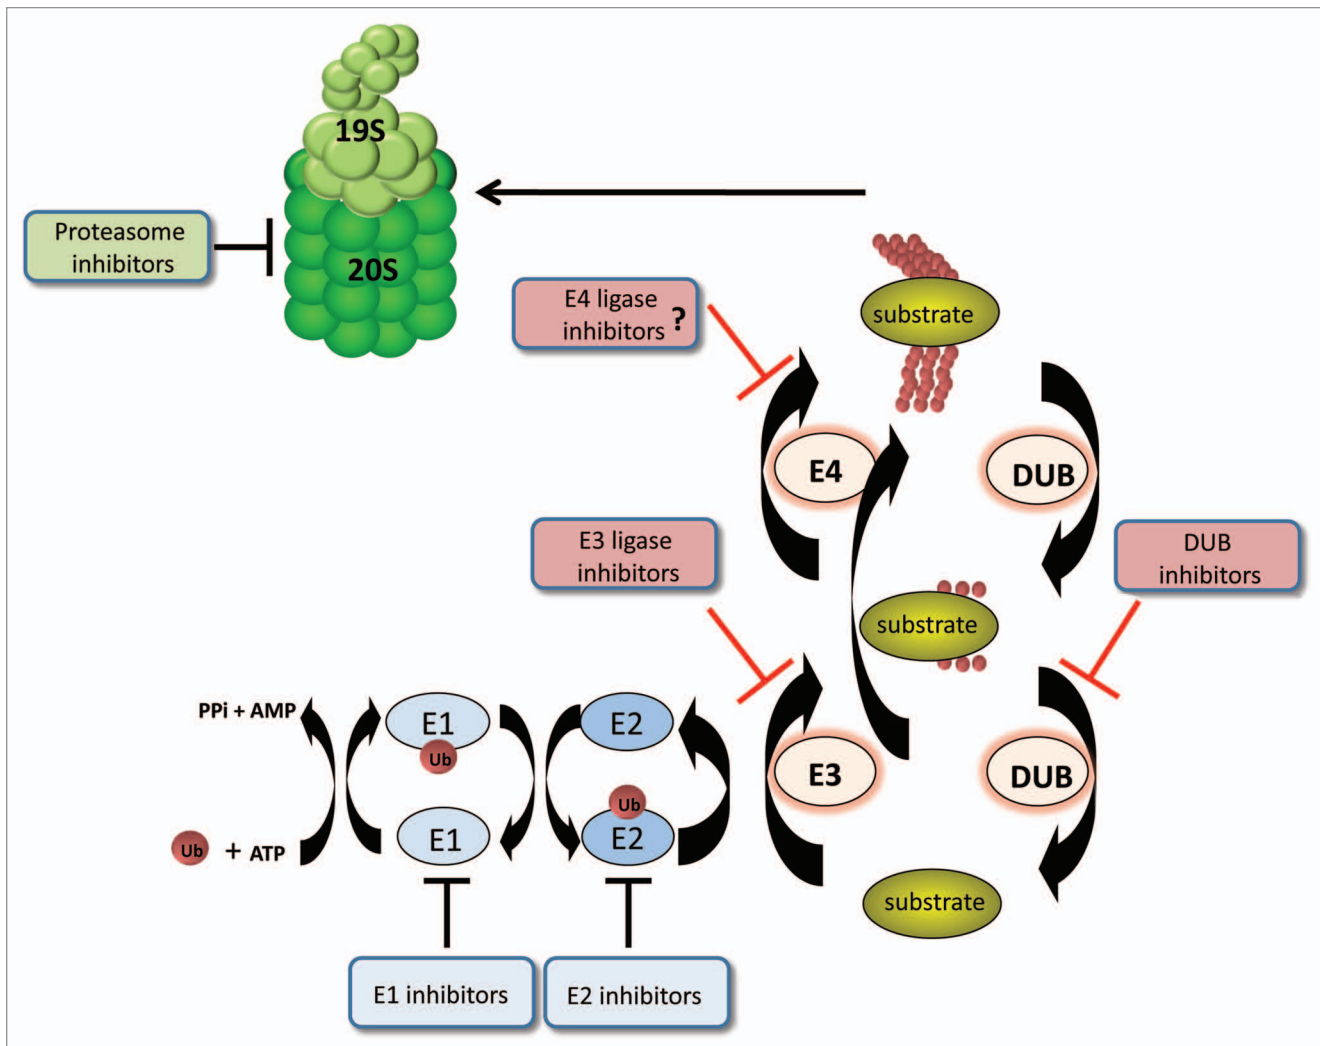 19S
Proteasome
inhibitors
20S
E4 ligase
inhibitors ?
substrate
E4
DUB
E3 ligase
inhibitors
DUB
inhibitors
substrate
PPi + AMP
E1
Ub
E2
E3
DUB
Ub
Ub + ATP
E1
E2
substrate
E1 inhibitors
E2 inhibitors